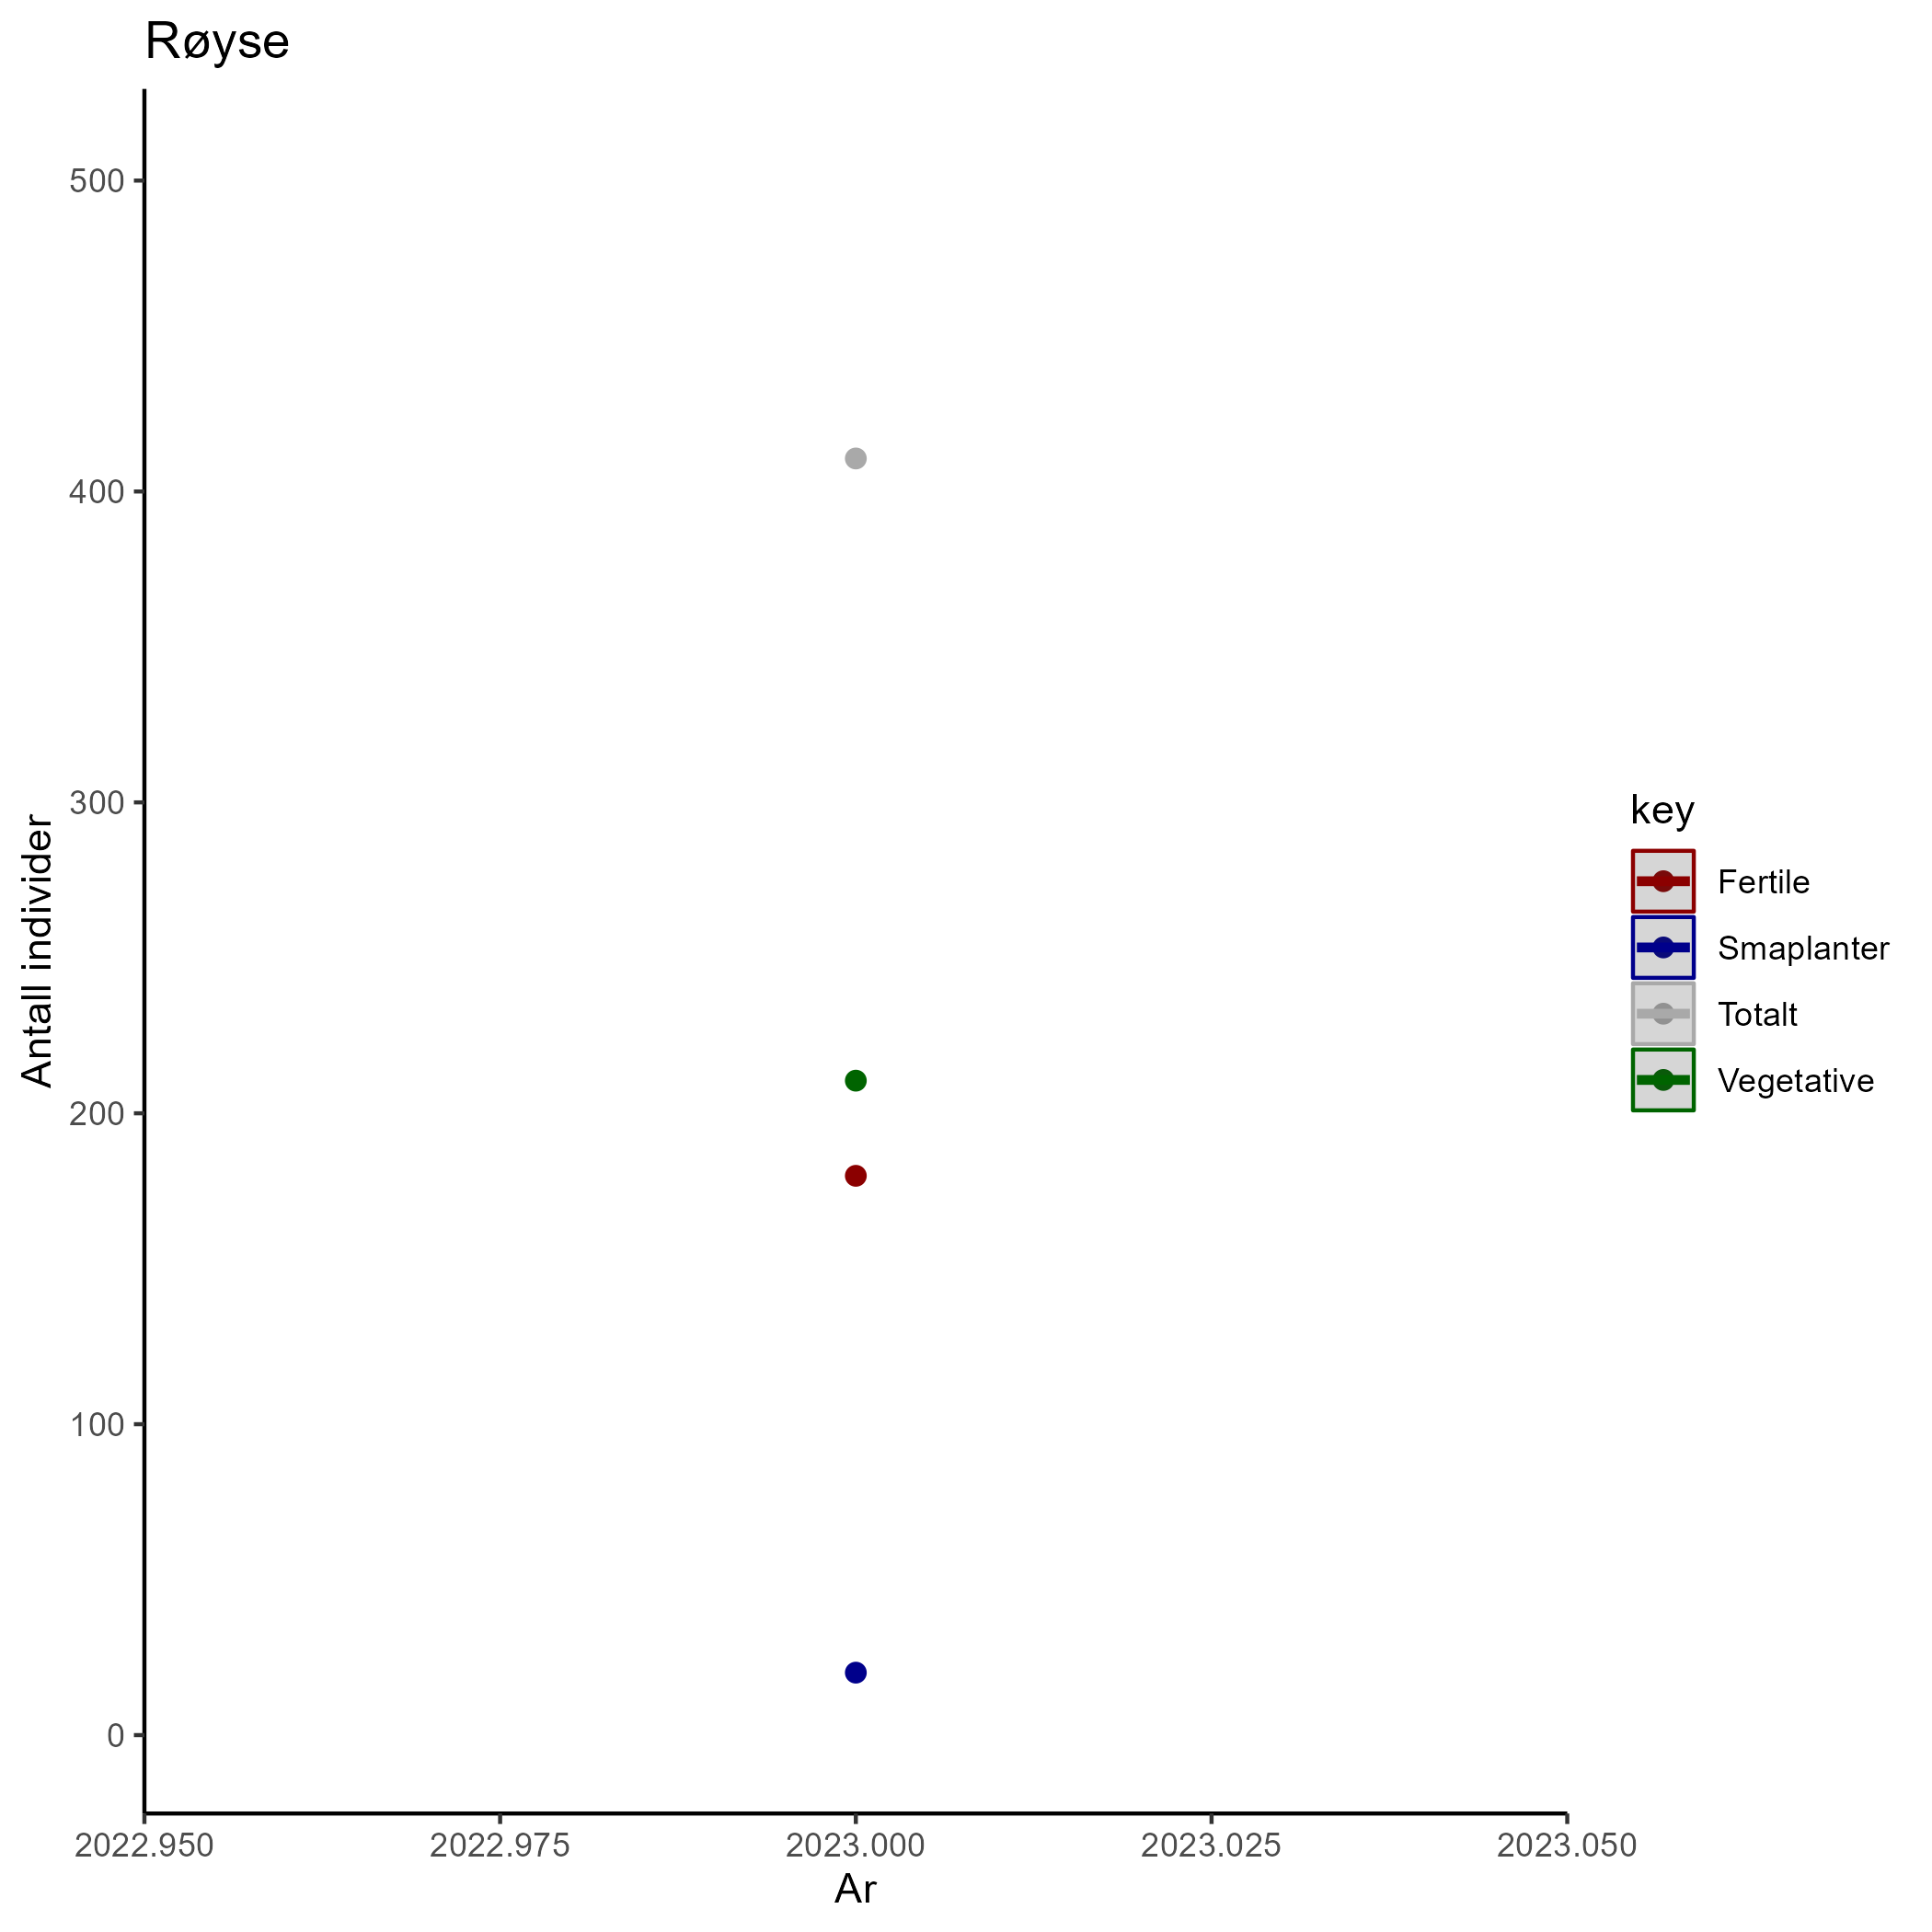 Røyse
Antall individer
500
400
300
200
100
0
2022.950
2022.975
2023.000
2023.025
2023.050
Ar
key
Fertile
Smaplanter
Totalt
Vegetative